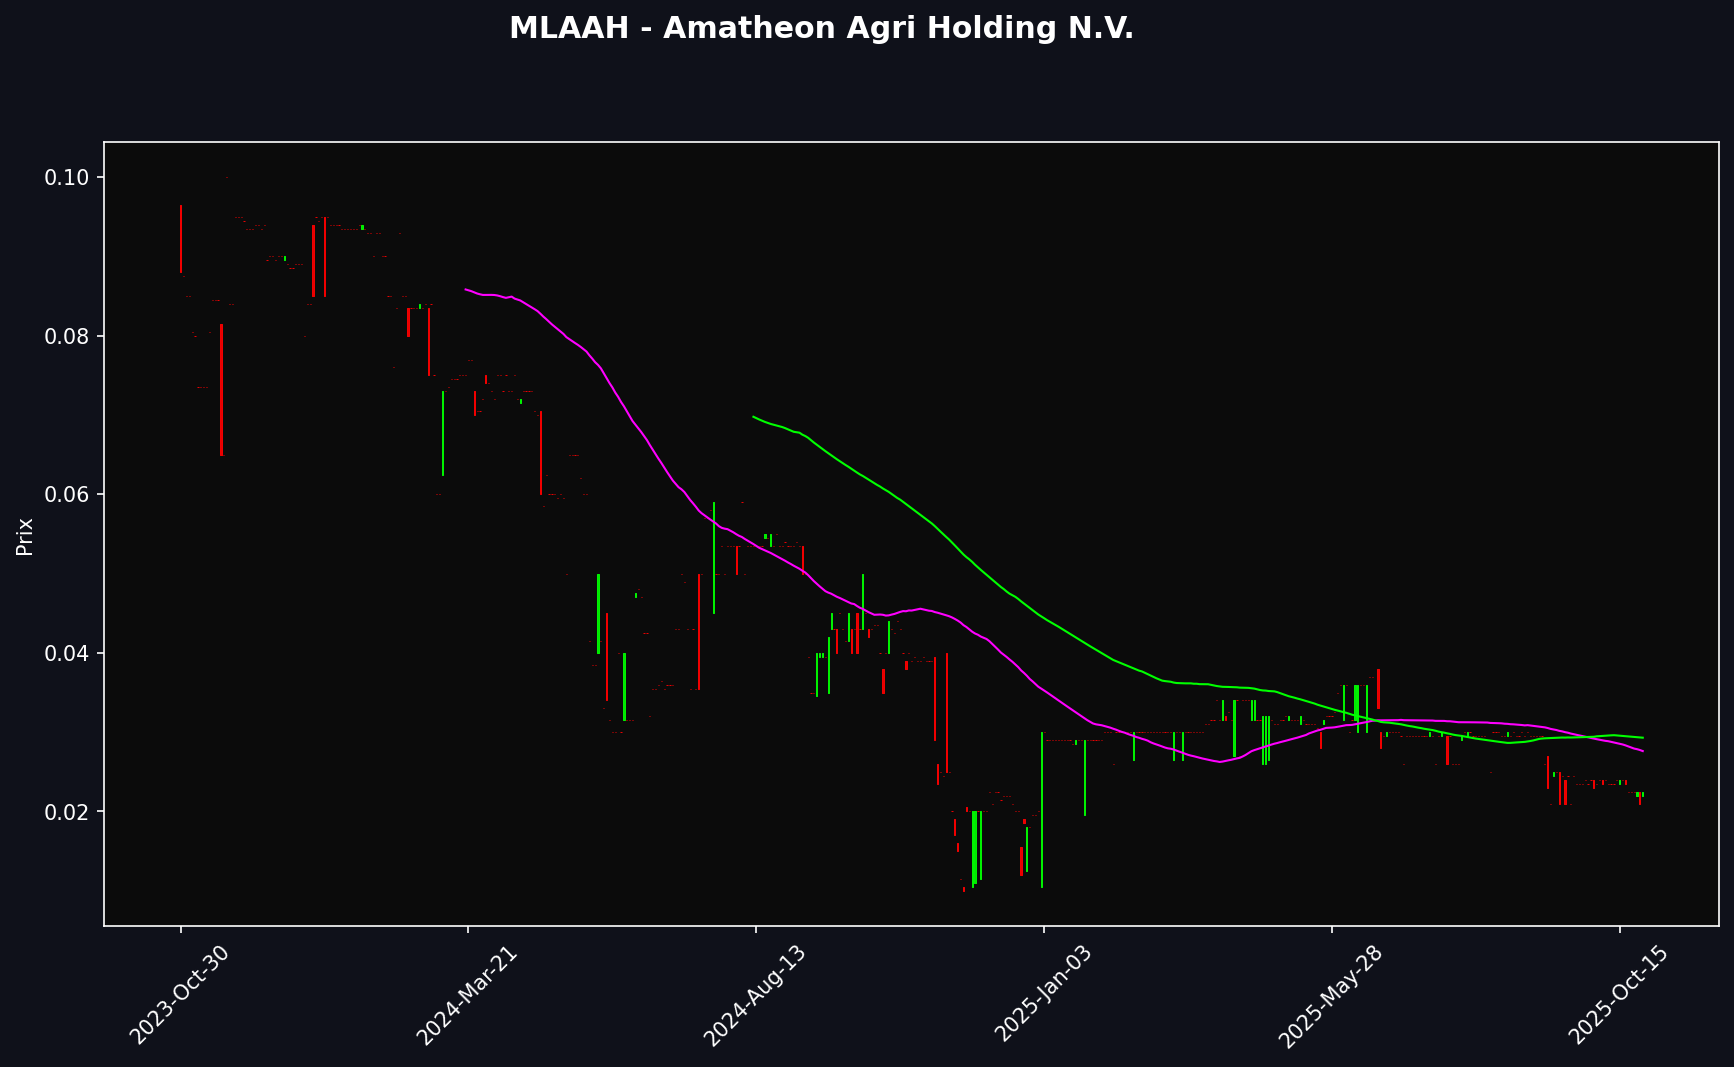 MLAAH - Amatheon Agri Holding N.V.
Prix
0.10
0.08
0.06
0.04
0.02
2023-Oct-30
2024-Mar-21
2024-Aug-13
2025-Jan-03
2025-May-28
2025-Oct-15